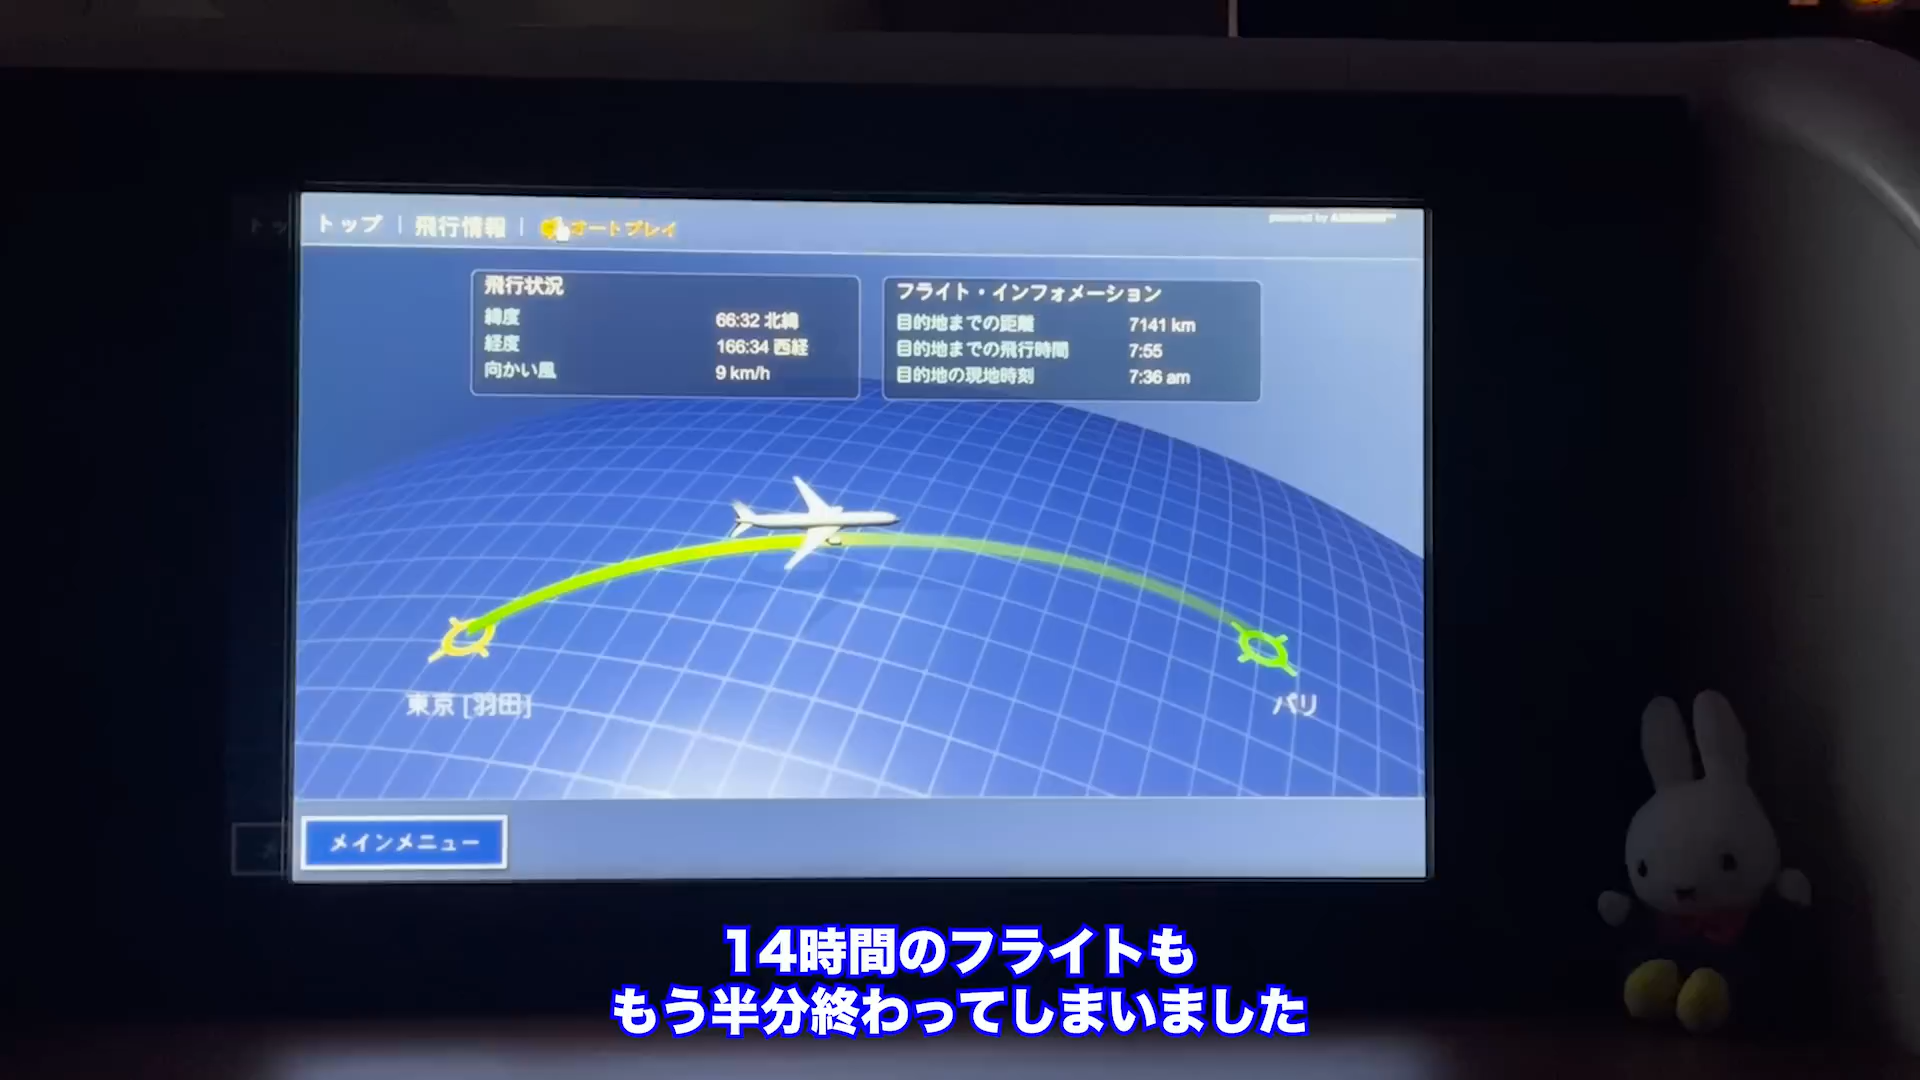 トップ | 飛行情報 | オートプレイ
powered by
飛行状況
緯度 66:32 北緯
経度 166:34 西経
向かい風 9 km/h
フライト・インフォメーション
目的地までの距離 7141 km
目的地までの飛行時間 7:55
目的地の現地時刻 7:36 am
東京 [羽田]
パリ
メインメニュー
14時間のフライトも
もう半分終わってしまいました